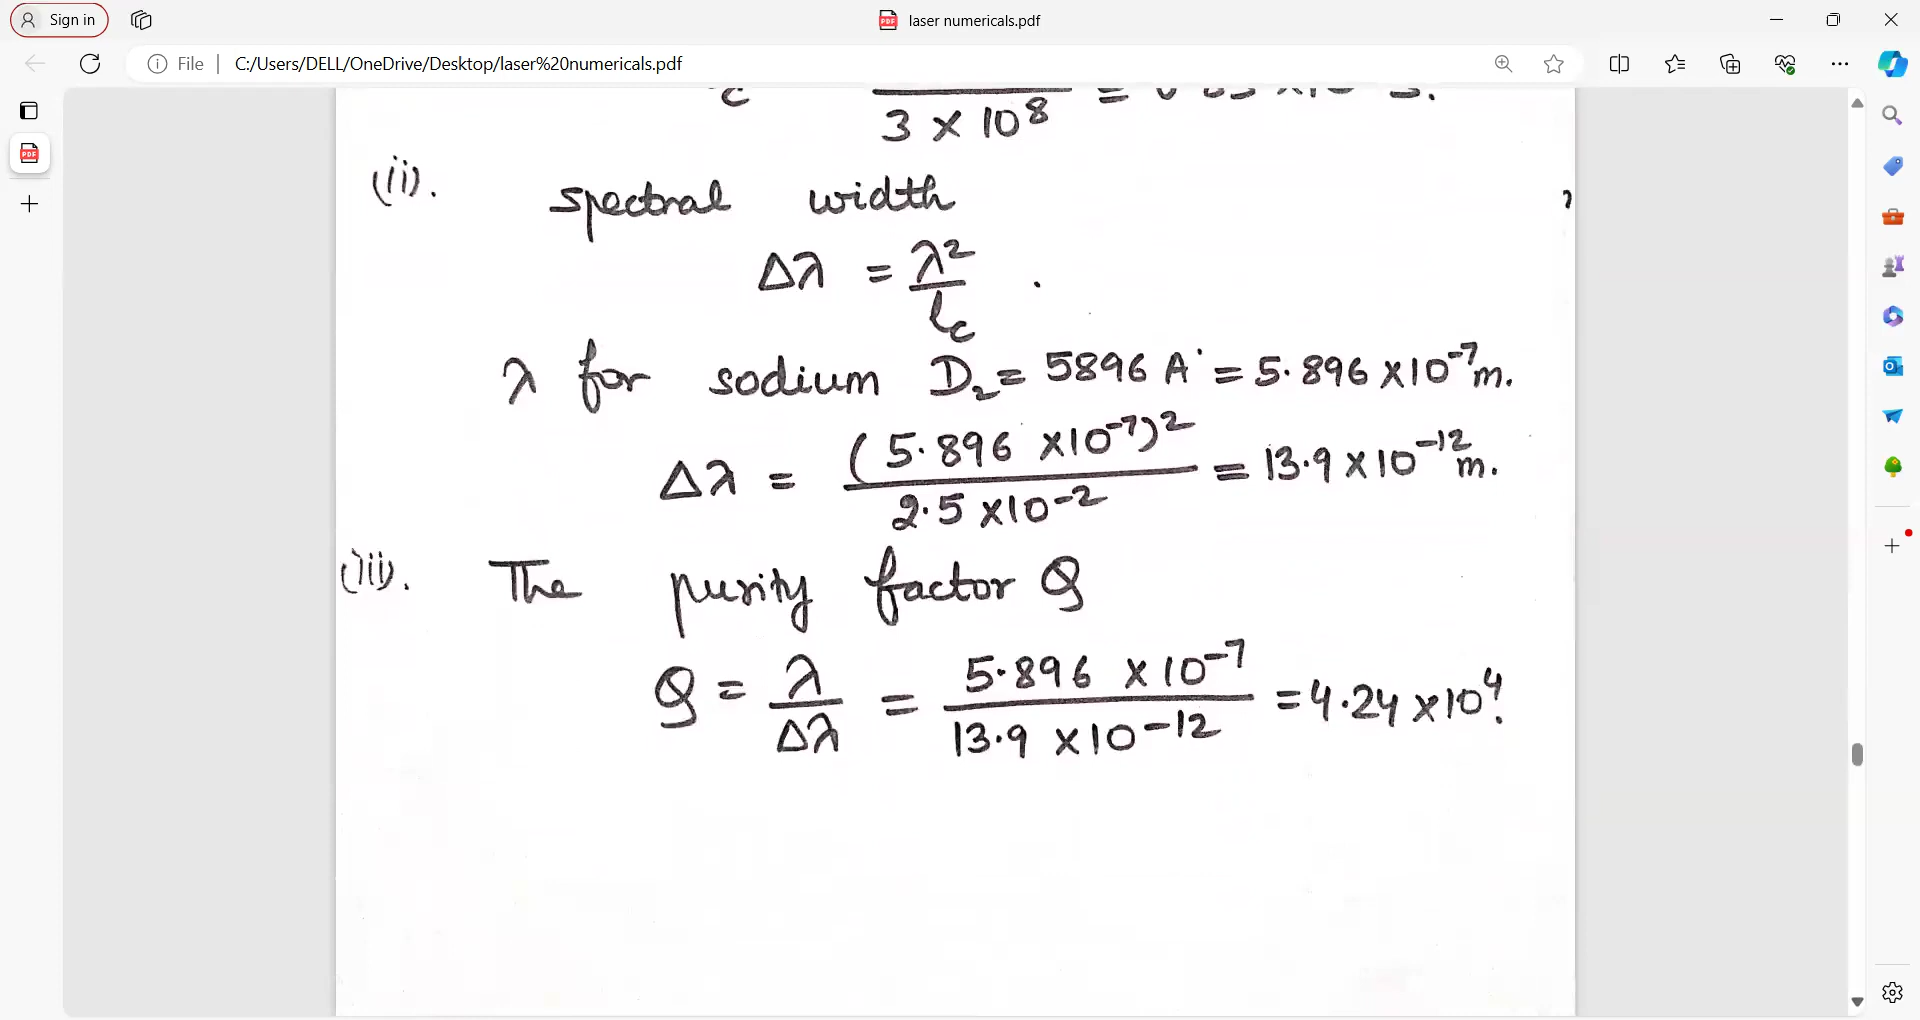 Sign in
laser numericals.pdf
File | C:/Users/DELL/OneDrive/Desktop/laser%20numericals.pdf
3 × 10⁸
(ii). spectral width
Δλ = λ² / lc .
λ for sodium D₂ = 5896 A˙ = 5.896 × 10⁻⁷ m.
Δλ = (5.896 × 10⁻⁷)² / 2.5 × 10⁻² = 13.9 × 10⁻¹² m.
(iii). The purity factor Q
Q = λ / Δλ = 5.896 × 10⁻⁷ / 13.9 × 10⁻¹² = 4.24 × 10⁴.